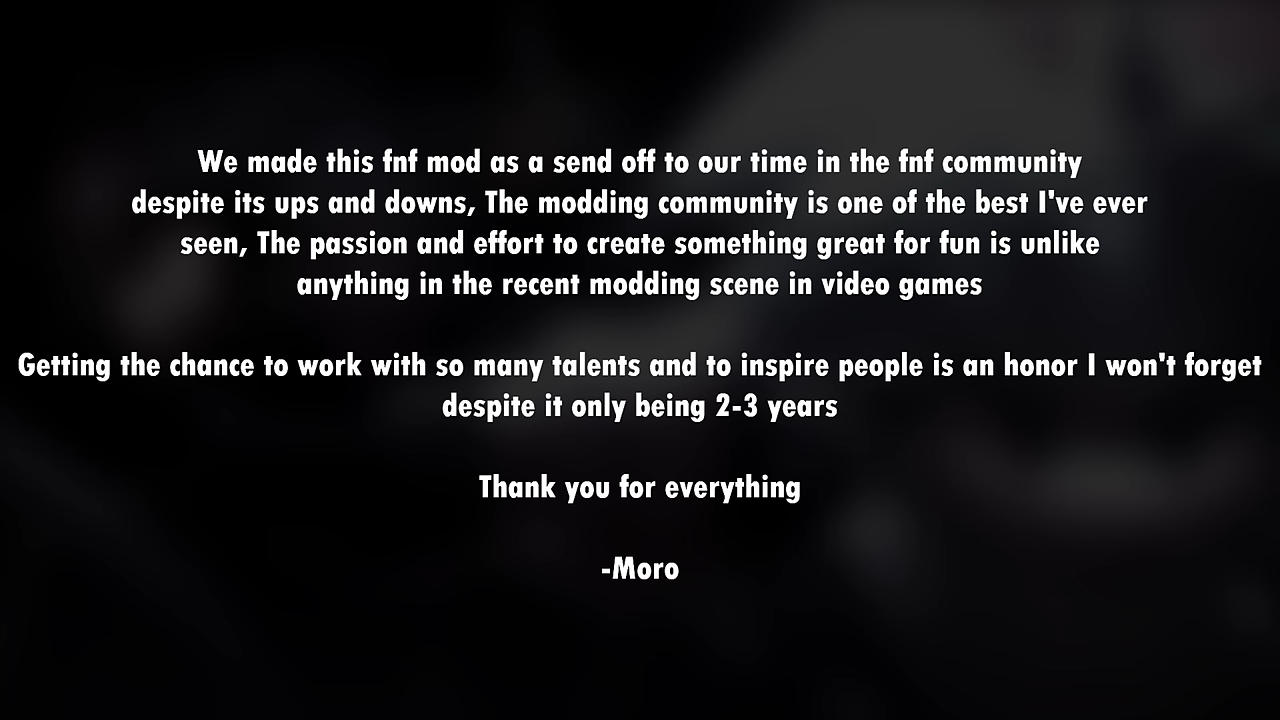 We made this fnf mod as a send off to our time in the fnf community
despite its ups and downs, The modding community is one of the best I've ever
seen, The passion and effort to create something great for fun is unlike
anything in the recent modding scene in video games
Getting the chance to work with so many talents and to inspire people is an honor I won't forget
despite it only being 2-3 years
Thank you for everything
-Moro